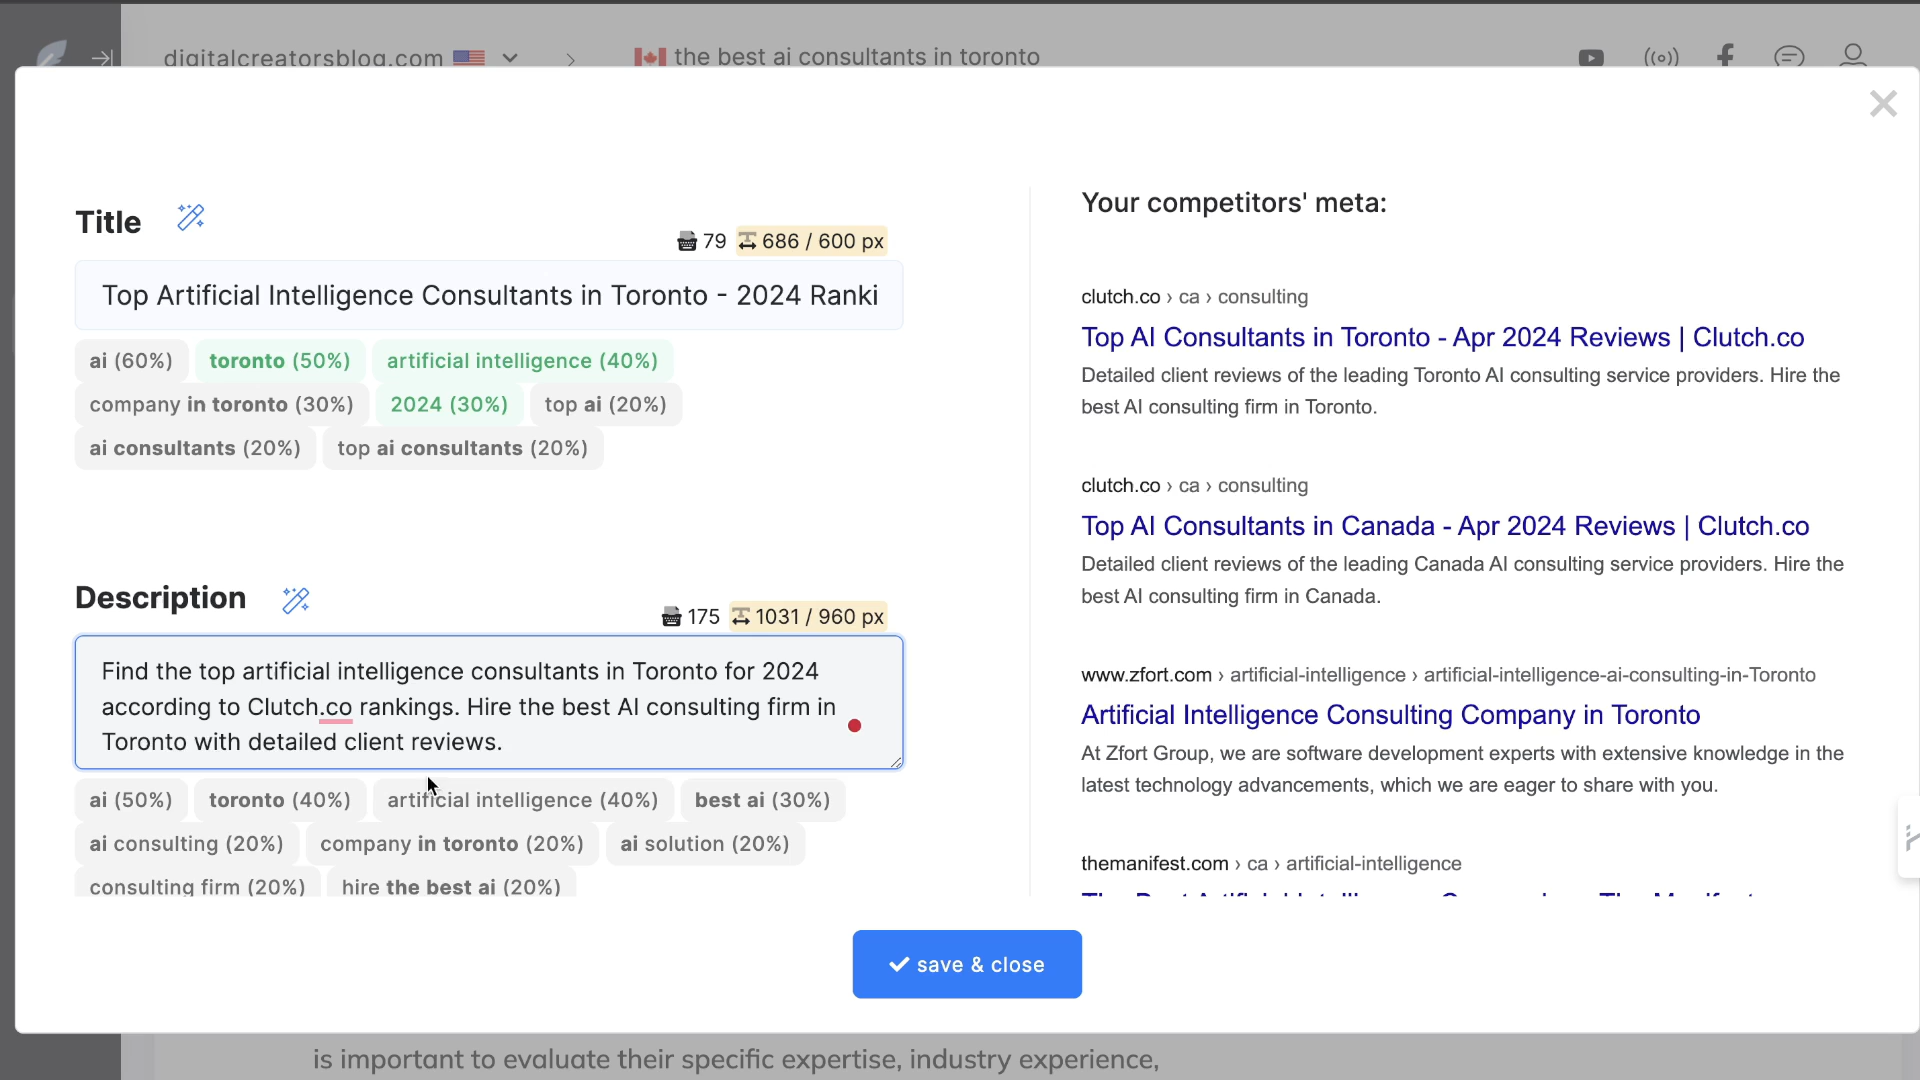 digitalcreatorsblog.com
the best ai consultants in toronto
Title
79 686 / 600 px
Top Artificial Intelligence Consultants in Toronto - 2024 Ranki
ai (60%) toronto (50%) artificial intelligence (40%)
company in toronto (30%) 2024 (30%) top ai (20%)
ai consultants (20%) top ai consultants (20%)
Description
175 1031 / 960 px
Find the top artificial intelligence consultants in Toronto for 2024
according to Clutch.co rankings. Hire the best AI consulting firm in
Toronto with detailed client reviews.
ai (50%) toronto (40%) artificial intelligence (40%) best ai (30%)
ai consulting (20%) company in toronto (20%) ai solution (20%)
consulting firm (20%) hire the best ai (20%)
Your competitors' meta:
clutch.co › ca › consulting
Top AI Consultants in Toronto - Apr 2024 Reviews | Clutch.co
Detailed client reviews of the leading Toronto AI consulting service providers. Hire the
best AI consulting firm in Toronto.
clutch.co › ca › consulting
Top AI Consultants in Canada - Apr 2024 Reviews | Clutch.co
Detailed client reviews of the leading Canada AI consulting service providers. Hire the
best AI consulting firm in Canada.
www.zfort.com › artificial-intelligence › artificial-intelligence-ai-consulting-in-Toronto
Artificial Intelligence Consulting Company in Toronto
At Zfort Group, we are software development experts with extensive knowledge in the
latest technology advancements, which we are eager to share with you.
themanifest.com › ca › artificial-intelligence
save & close
is important to evaluate their specific expertise, industry experience,